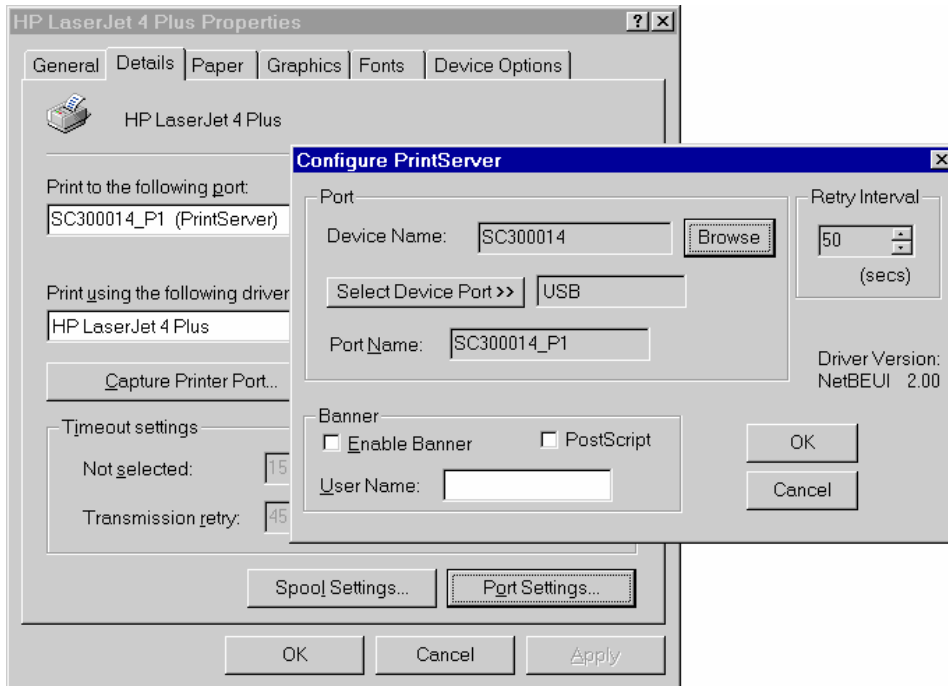 HP LaserJet 4 Plus Properties
General Details Paper Graphics Fonts Device Options
HP LaserJet 4 Plus
Print to the following port:
SC300014_P1 (PrintServer)
Print using the following driver
HP LaserJet 4 Plus
Capture Printer Port...
Timeout settings
Not selected: 15
Transmission retry: 45
Spool Settings... Port Settings...
OK Cancel Apply
Configure PrintServer
Port
Device Name: SC300014 Browse
Select Device Port >> USB
Port Name: SC300014_P1
Retry Interval
50
(secs)
Driver Version:
NetBEUI 2.00
Banner
Enable Banner PostScript
User Name:
OK
Cancel